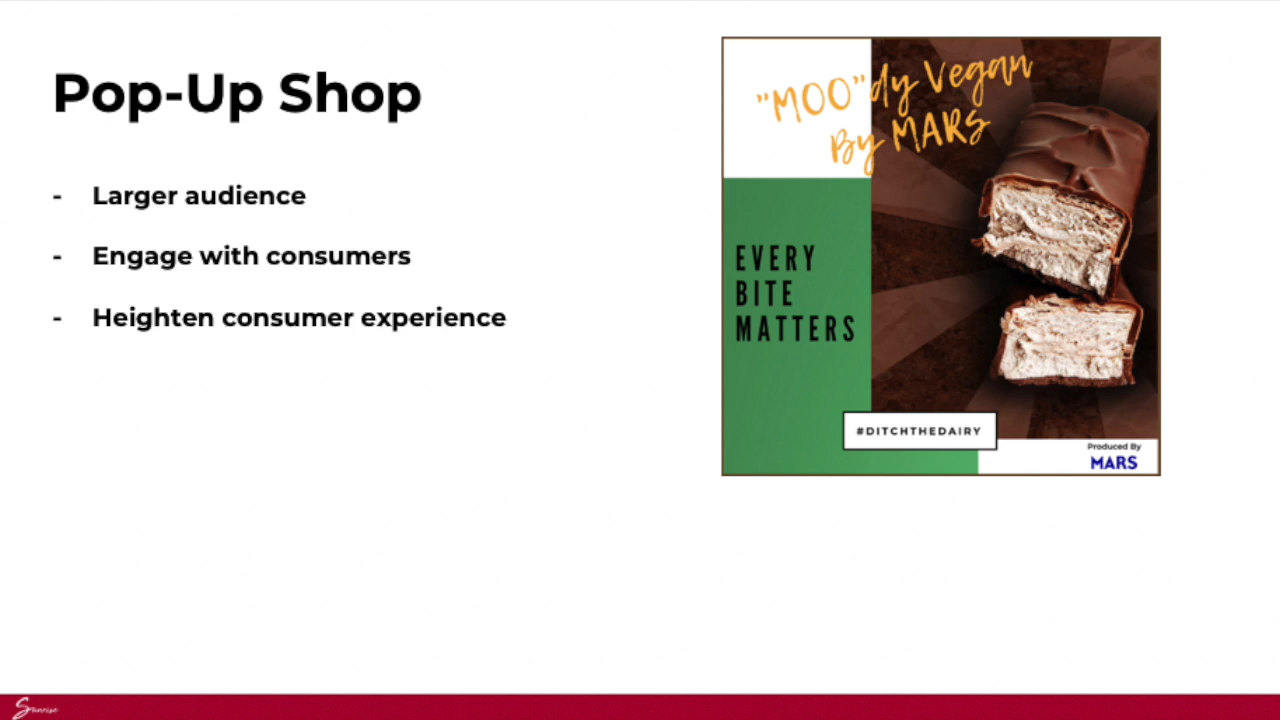 Pop-Up Shop
- Larger audience
- Engage with consumers
- Heighten consumer experience
"MOO"dy Vegan
By MARS
EVERY
BITE
MATTERS
#DITCHTHEDAIRY
Produced By
MARS
Sunrise